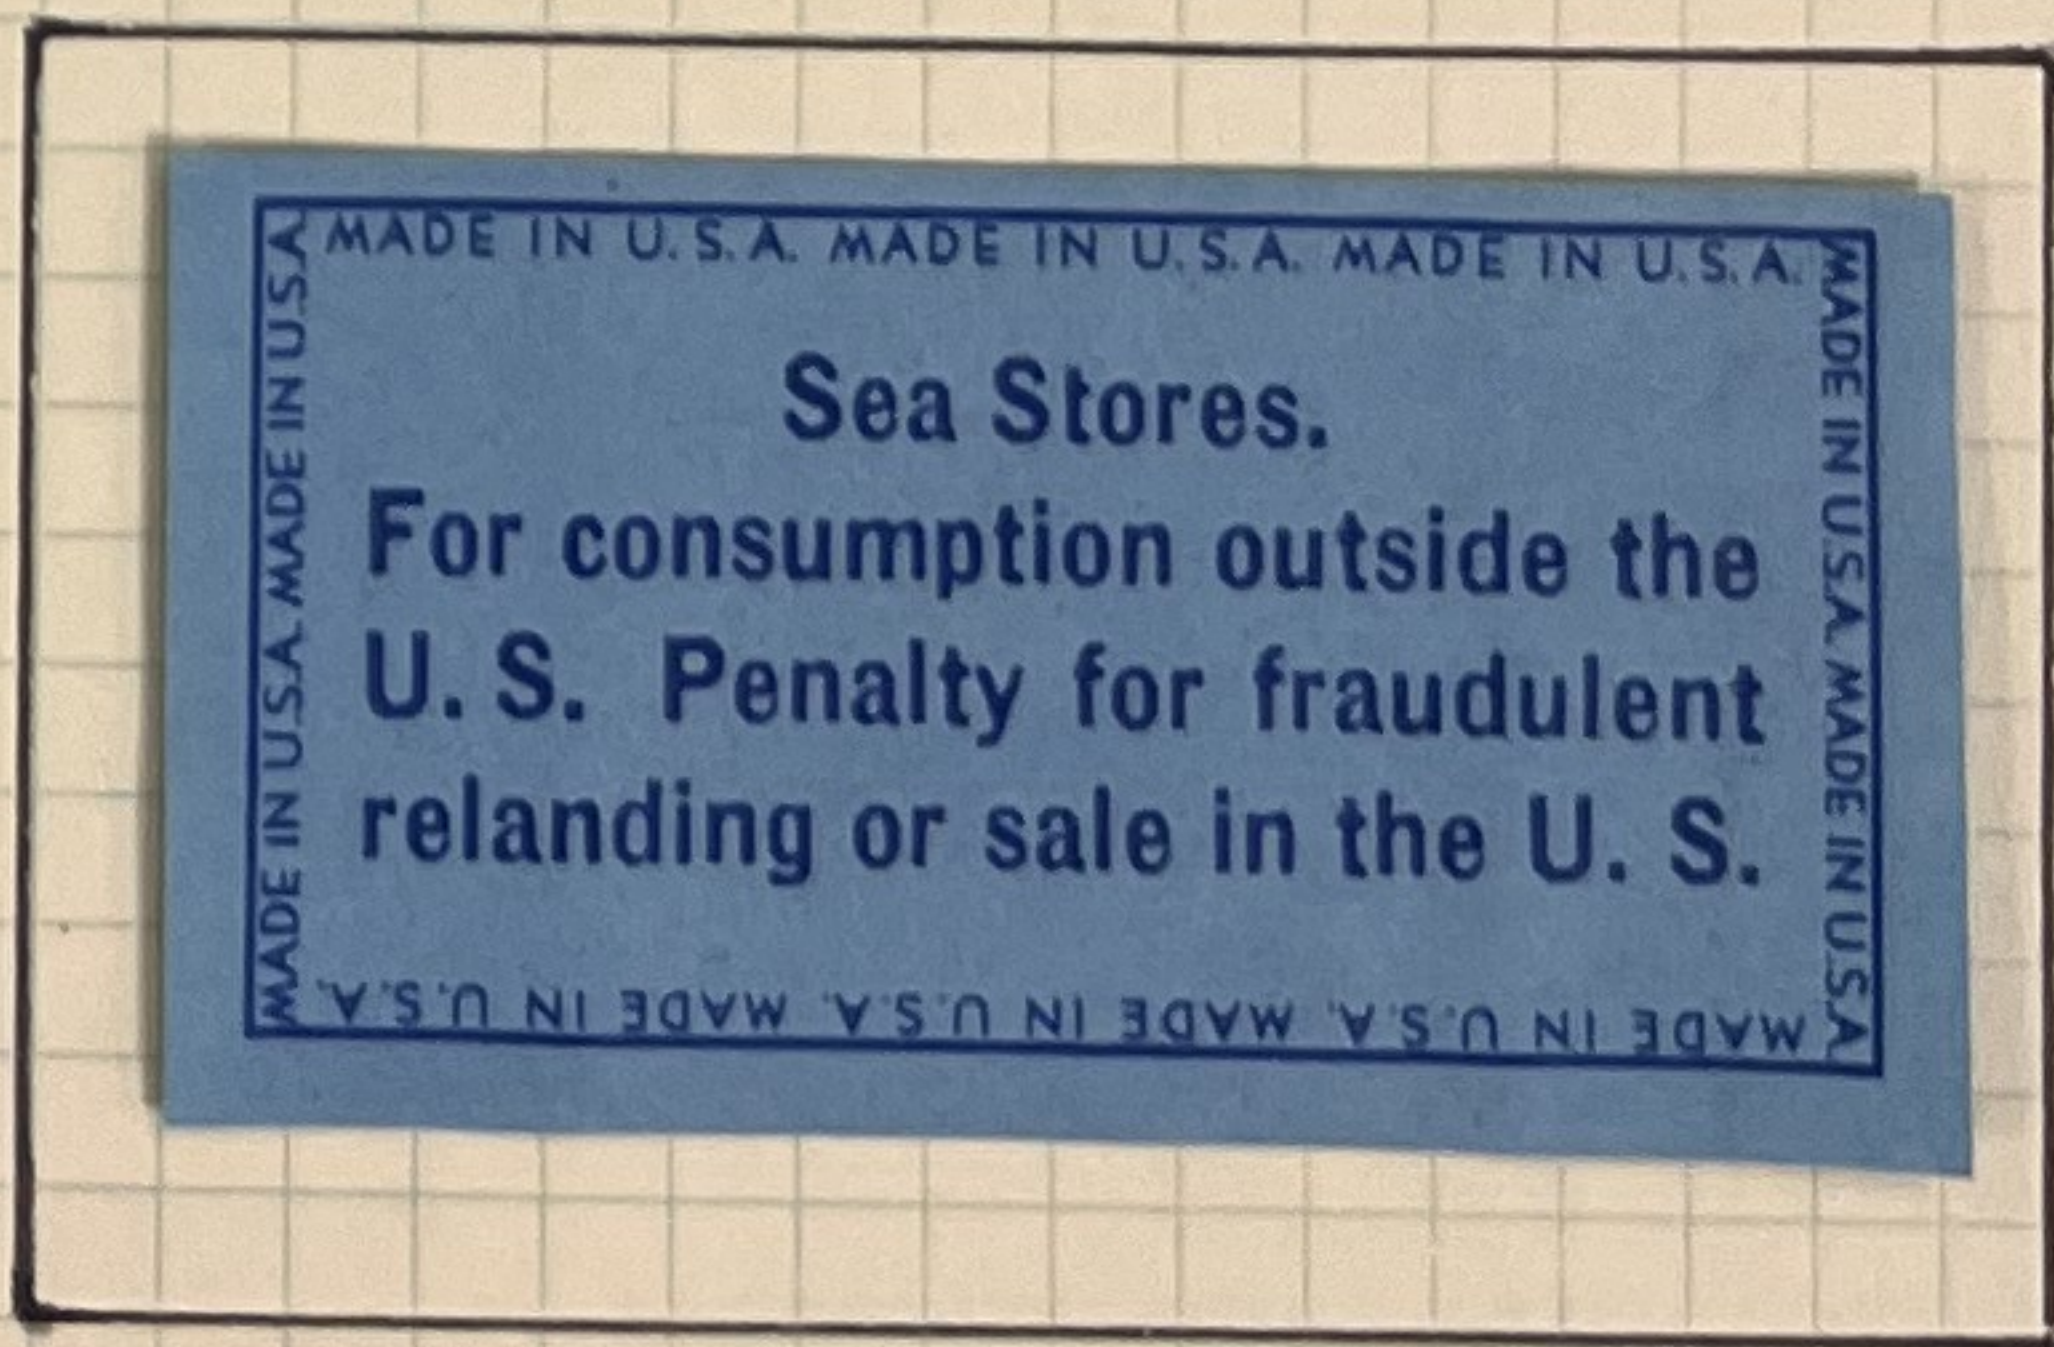 MADE IN U.S.A. MADE IN U.S.A. MADE IN U.S.A.
MADE IN U.S.A. MADE IN U.S.A
Sea Stores.
For consumption outside the
U. S. Penalty for fraudulent
relanding or sale in the U. S.
MADE IN U.S.A. MADE IN U.S.A
MADE IN U.S.A. MADE IN U.S.A. MADE IN U.S.A.